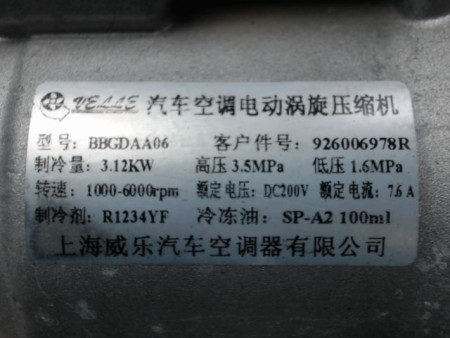 VELLE 汽车空调电动涡旋压缩机
型号: BBGDAA06 客户件号: 926006978R
制冷量: 3.12KW 高压 3.5MPa 低压 1.6MPa
转速: 1000-6000rpm 额定电压: DC200V 额定电流: 7.6A
制冷剂: R1234YF 冷冻油: SP-A2 100ml
上海威乐汽车空调器有限公司